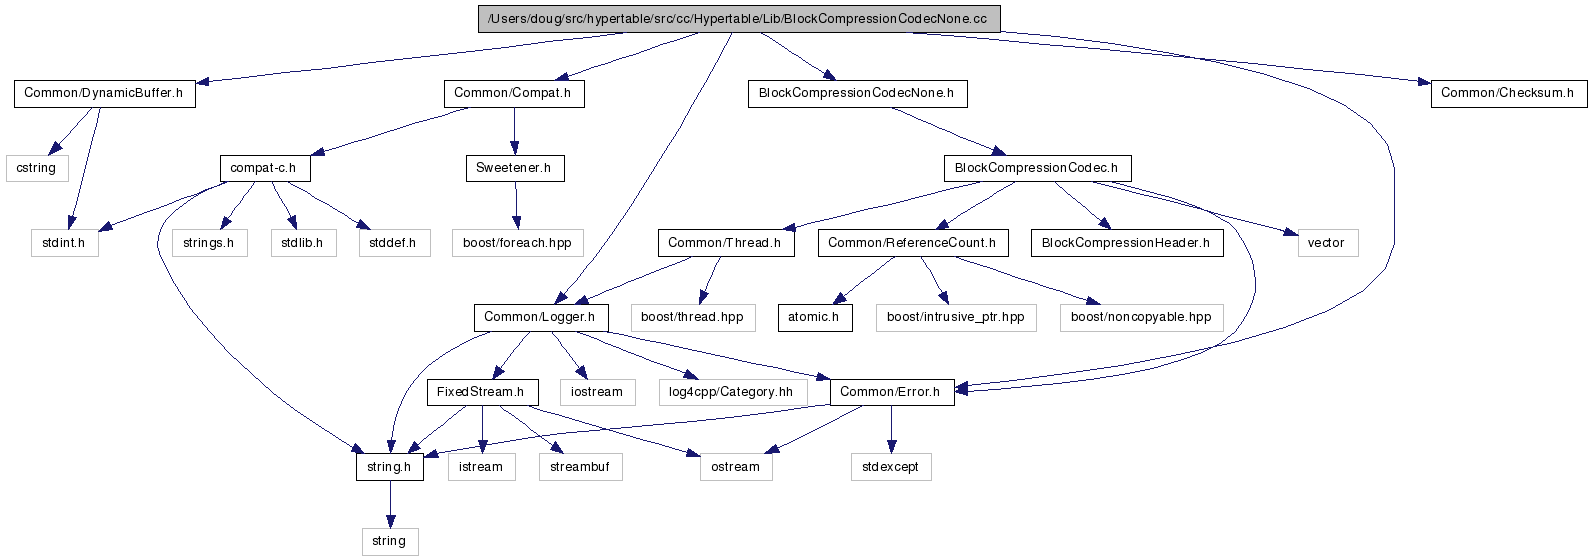 /Users/doug/src/hypertable/src/cc/Hypertable/Lib/BlockCompressionCodecNone.cc
Common/DynamicBuffer.h
Common/Compat.h
BlockCompressionCodecNone.h
Common/Checksum.h
cstring
compat-c.h
Sweetener.h
BlockCompressionCodec.h
stdint.h
strings.h
stdlib.h
stddef.h
boost/foreach.hpp
Common/Thread.h
Common/ReferenceCount.h
BlockCompressionHeader.h
vector
Common/Logger.h
boost/thread.hpp
atomic.h
boost/intrusive_ptr.hpp
boost/noncopyable.hpp
FixedStream.h
iostream
log4cpp/Category.hh
Common/Error.h
string.h
istream
streambuf
ostream
stdexcept
string